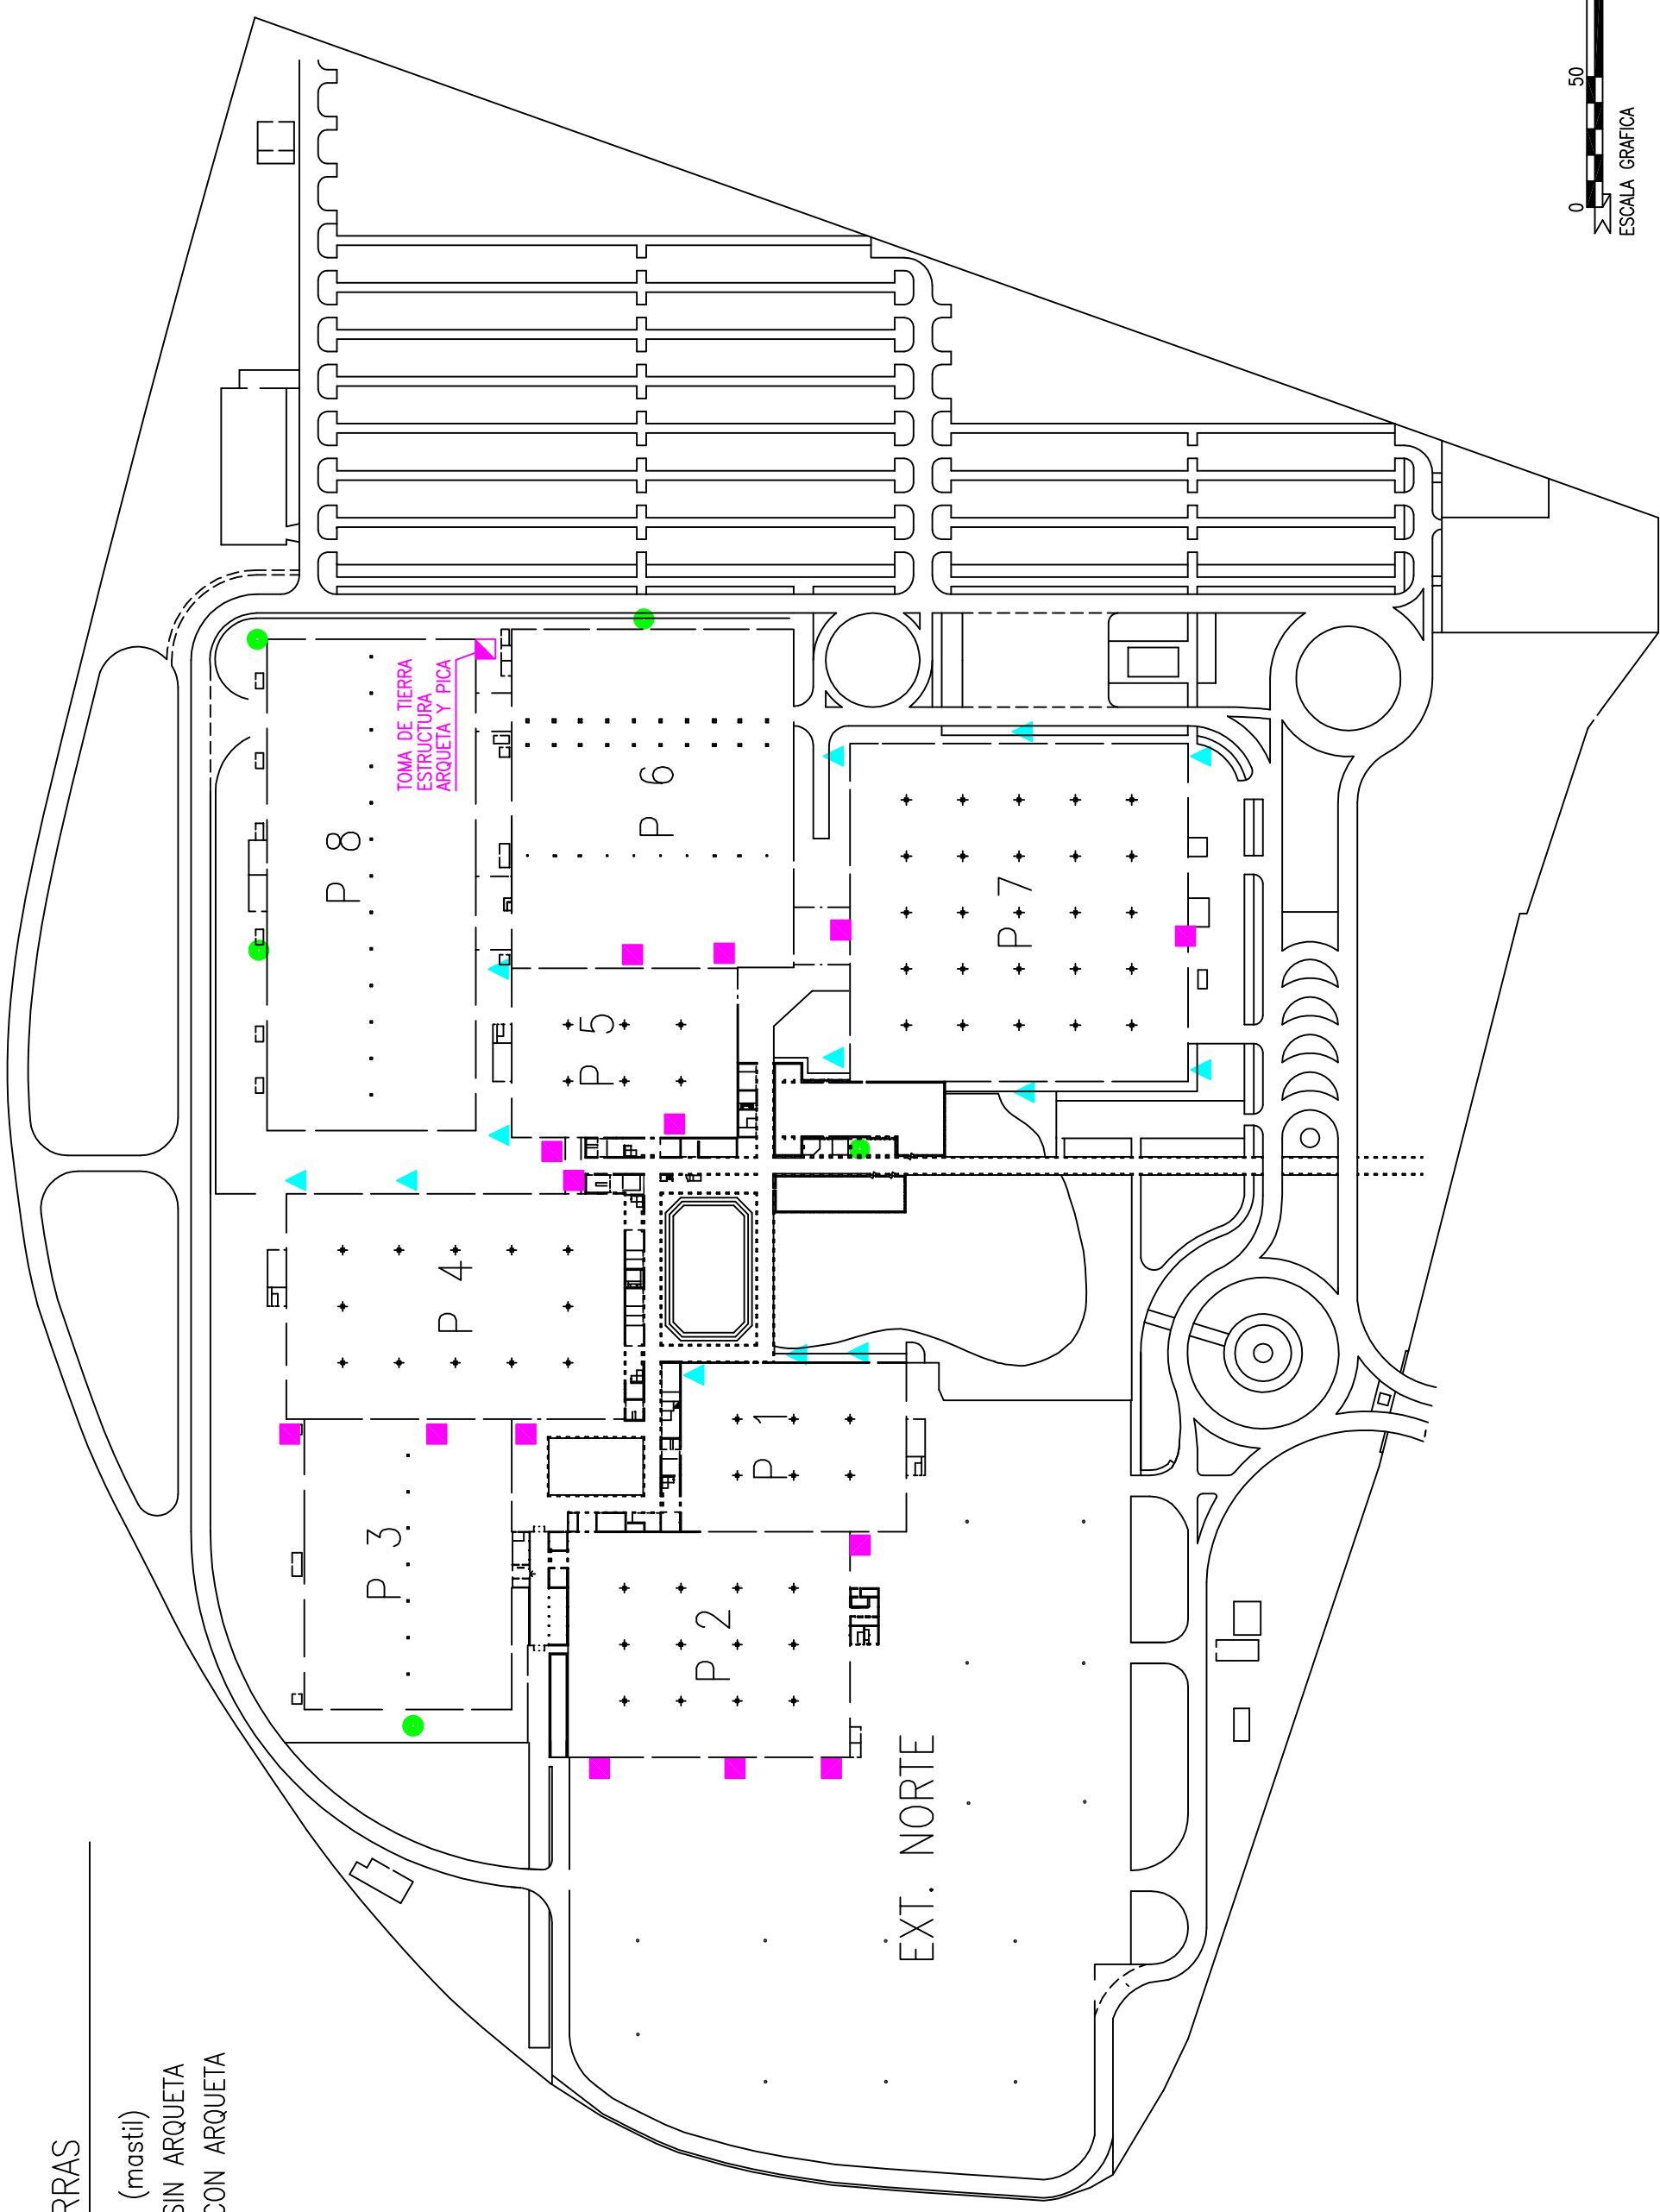 RRAS
(mastil)
SIN ARQUETA
CON ARQUETA
P 3
P 4
P 8
TOMA DE TIERRA
ESTRUCTURA
ARQUETA Y PICA
P 5
P 6
P 2
P 1
P 7
EXT. NORTE
0 50
ESCALA GRAFICA